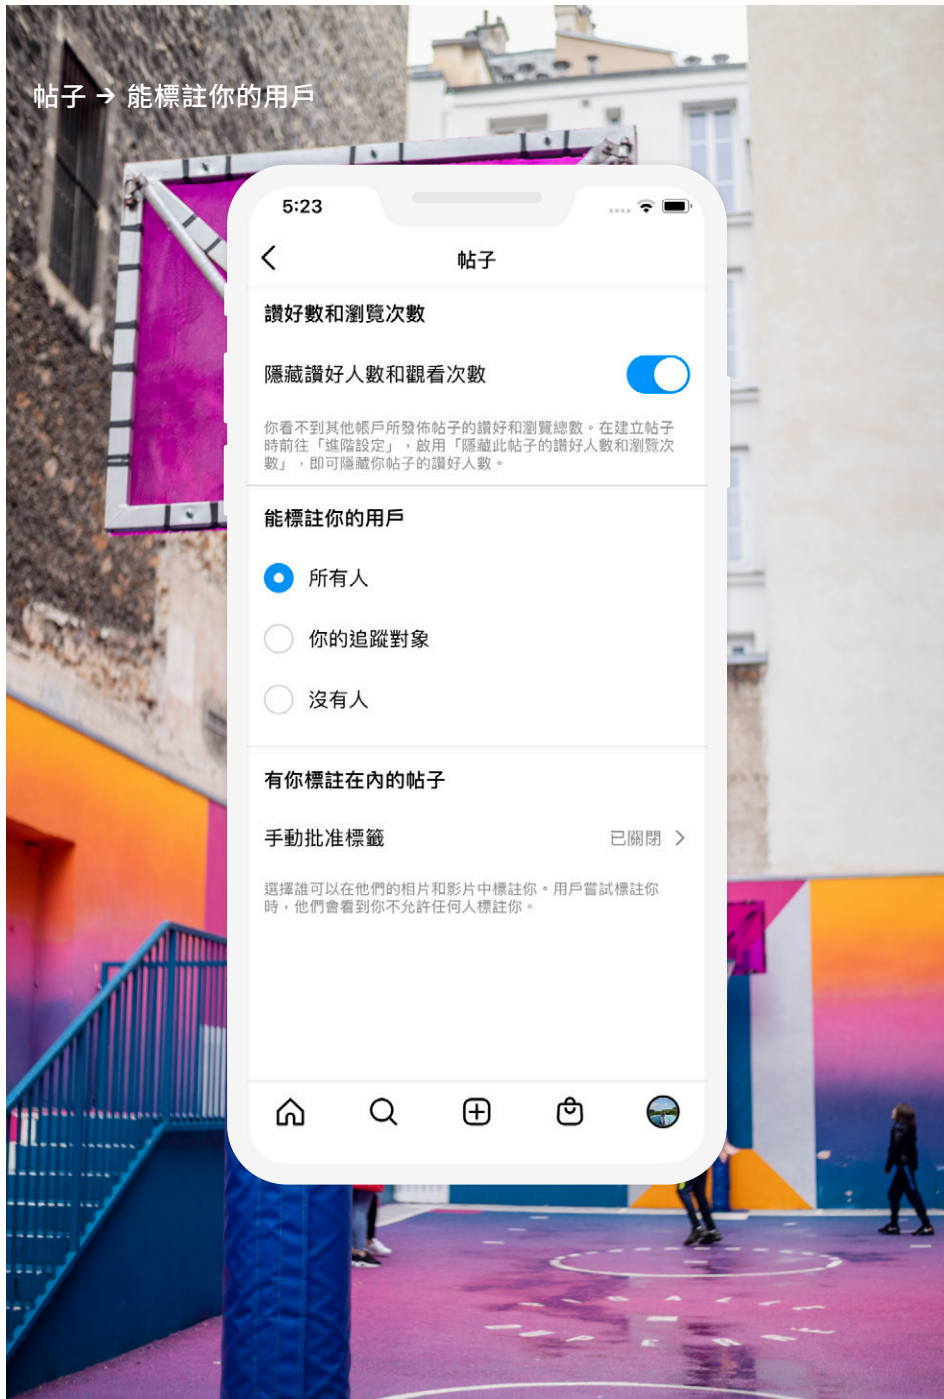 帖子 → 能標註你的用戶
5:23
帖子
讚好數和瀏覽次數
隱藏讚好人數和觀看次數
你看不到其他帳戶所發佈帖子的讚好和瀏覽總數。在建立帖子
時前往「進階設定」，啟用「隱藏此帖子的讚好人數和瀏覽次
數」，即可隱藏你帖子的讚好人數。
能標註你的用戶
所有人
你的追蹤對象
沒有人
有你標註在內的帖子
手動批准標籤 已關閉
選擇誰可以在他們的相片和影片中標註你。用戶嘗試標註你
時，他們會看到你不允許任何人標註你。